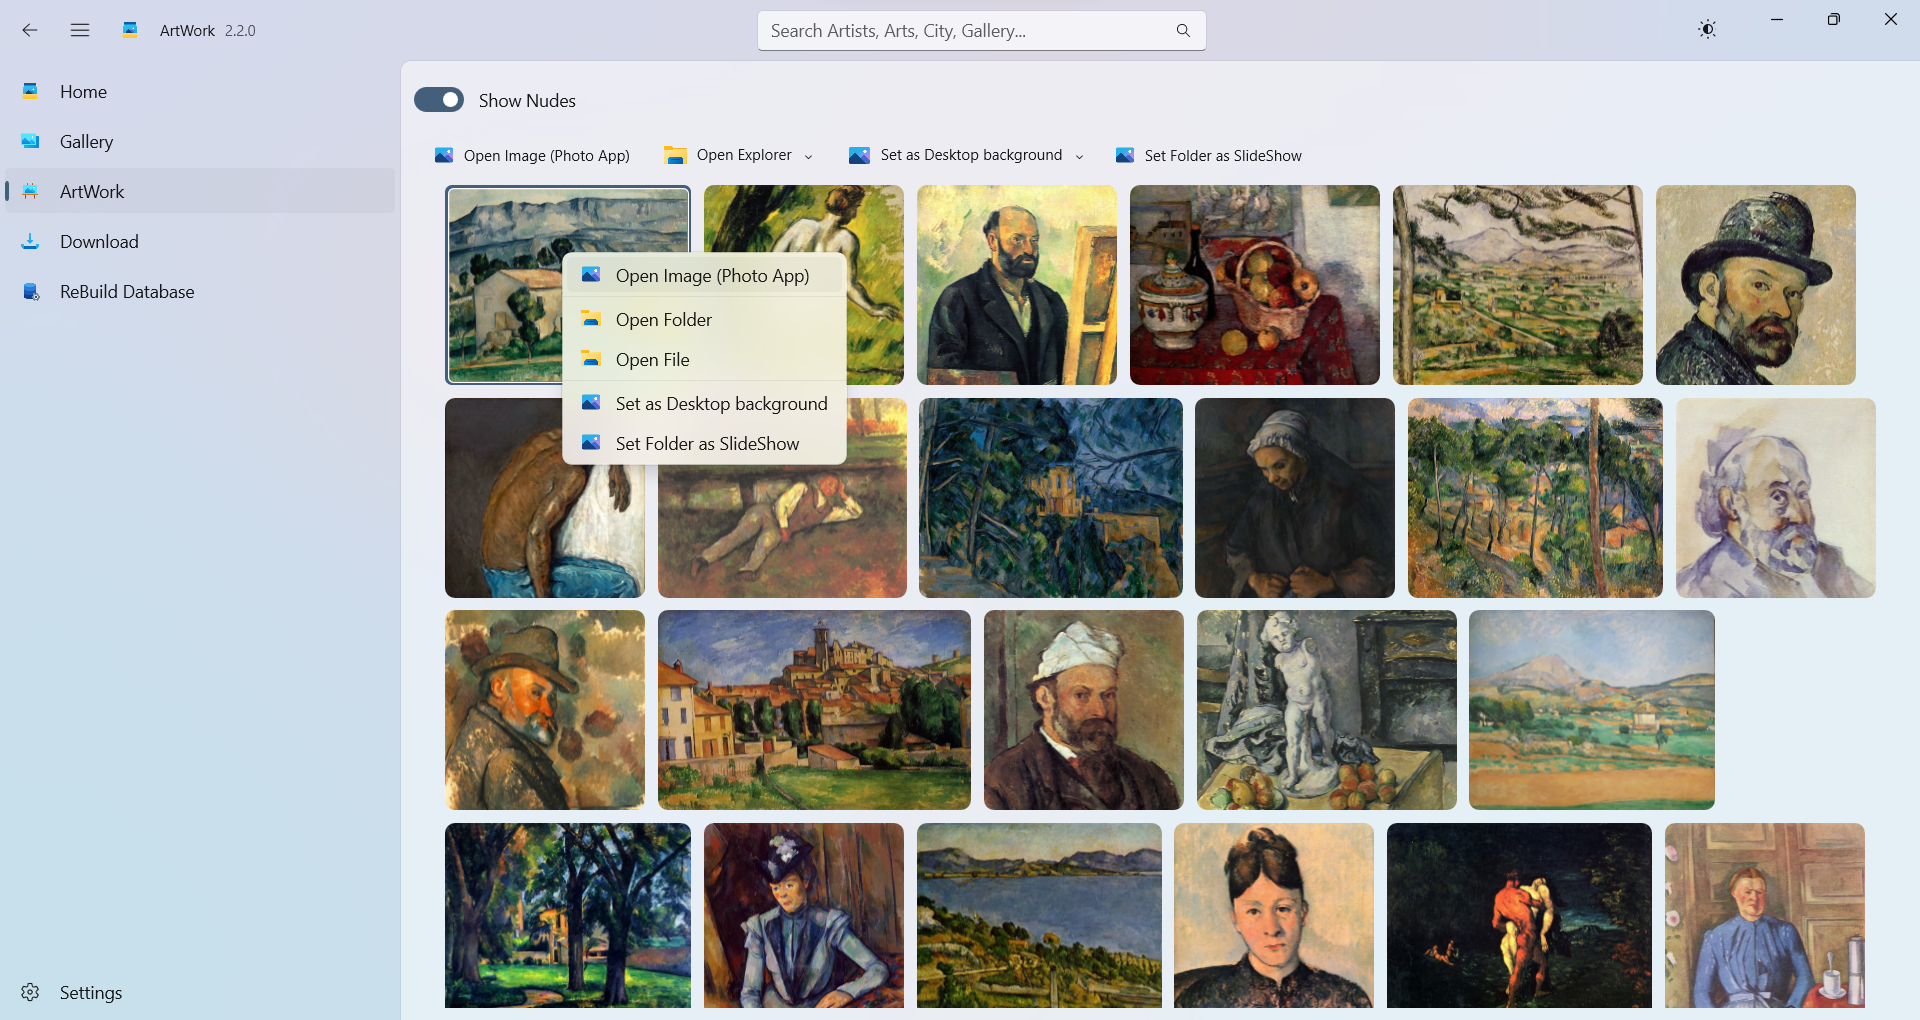 ArtWork 2.2.0
Search Artists, Arts, City, Gallery...
Home
Gallery
ArtWork
Download
ReBuild Database
Settings
Show Nudes
Open Image (Photo App)
Open Explorer
Set as Desktop background
Set Folder as SlideShow
Open Image (Photo App)
Open Folder
Open File
Set as Desktop background
Set Folder as SlideShow